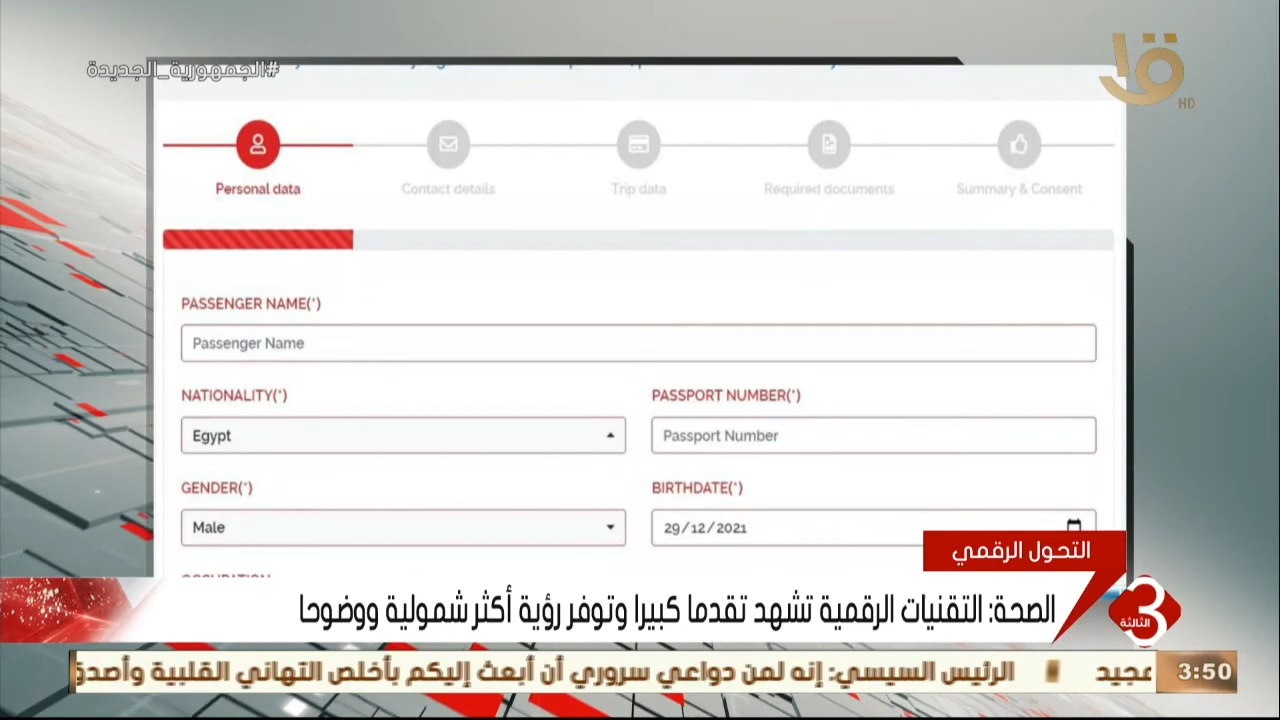 #الجمهورية_الجديدة
HD
Personal data
Contact details
Trip data
Required documents
Summary & Consent
PASSENGER NAME(*)
Passenger Name
NATIONALITY(*)
PASSPORT NUMBER(*)
Egypt
Passport Number
GENDER(*)
BIRTHDATE(*)
Male
29/12/2021
التحول الرقمي
الصحة: التقنيات الرقمية تشهد تقدما كبيرا وتوفر رؤية أكثر شمولية ووضوحا
3 الثالثة
3:50
الرئيس السيسي: إنه لمن دواعي سروري أن أبعث إليكم بأخلص التهاني القلبية وأصدق